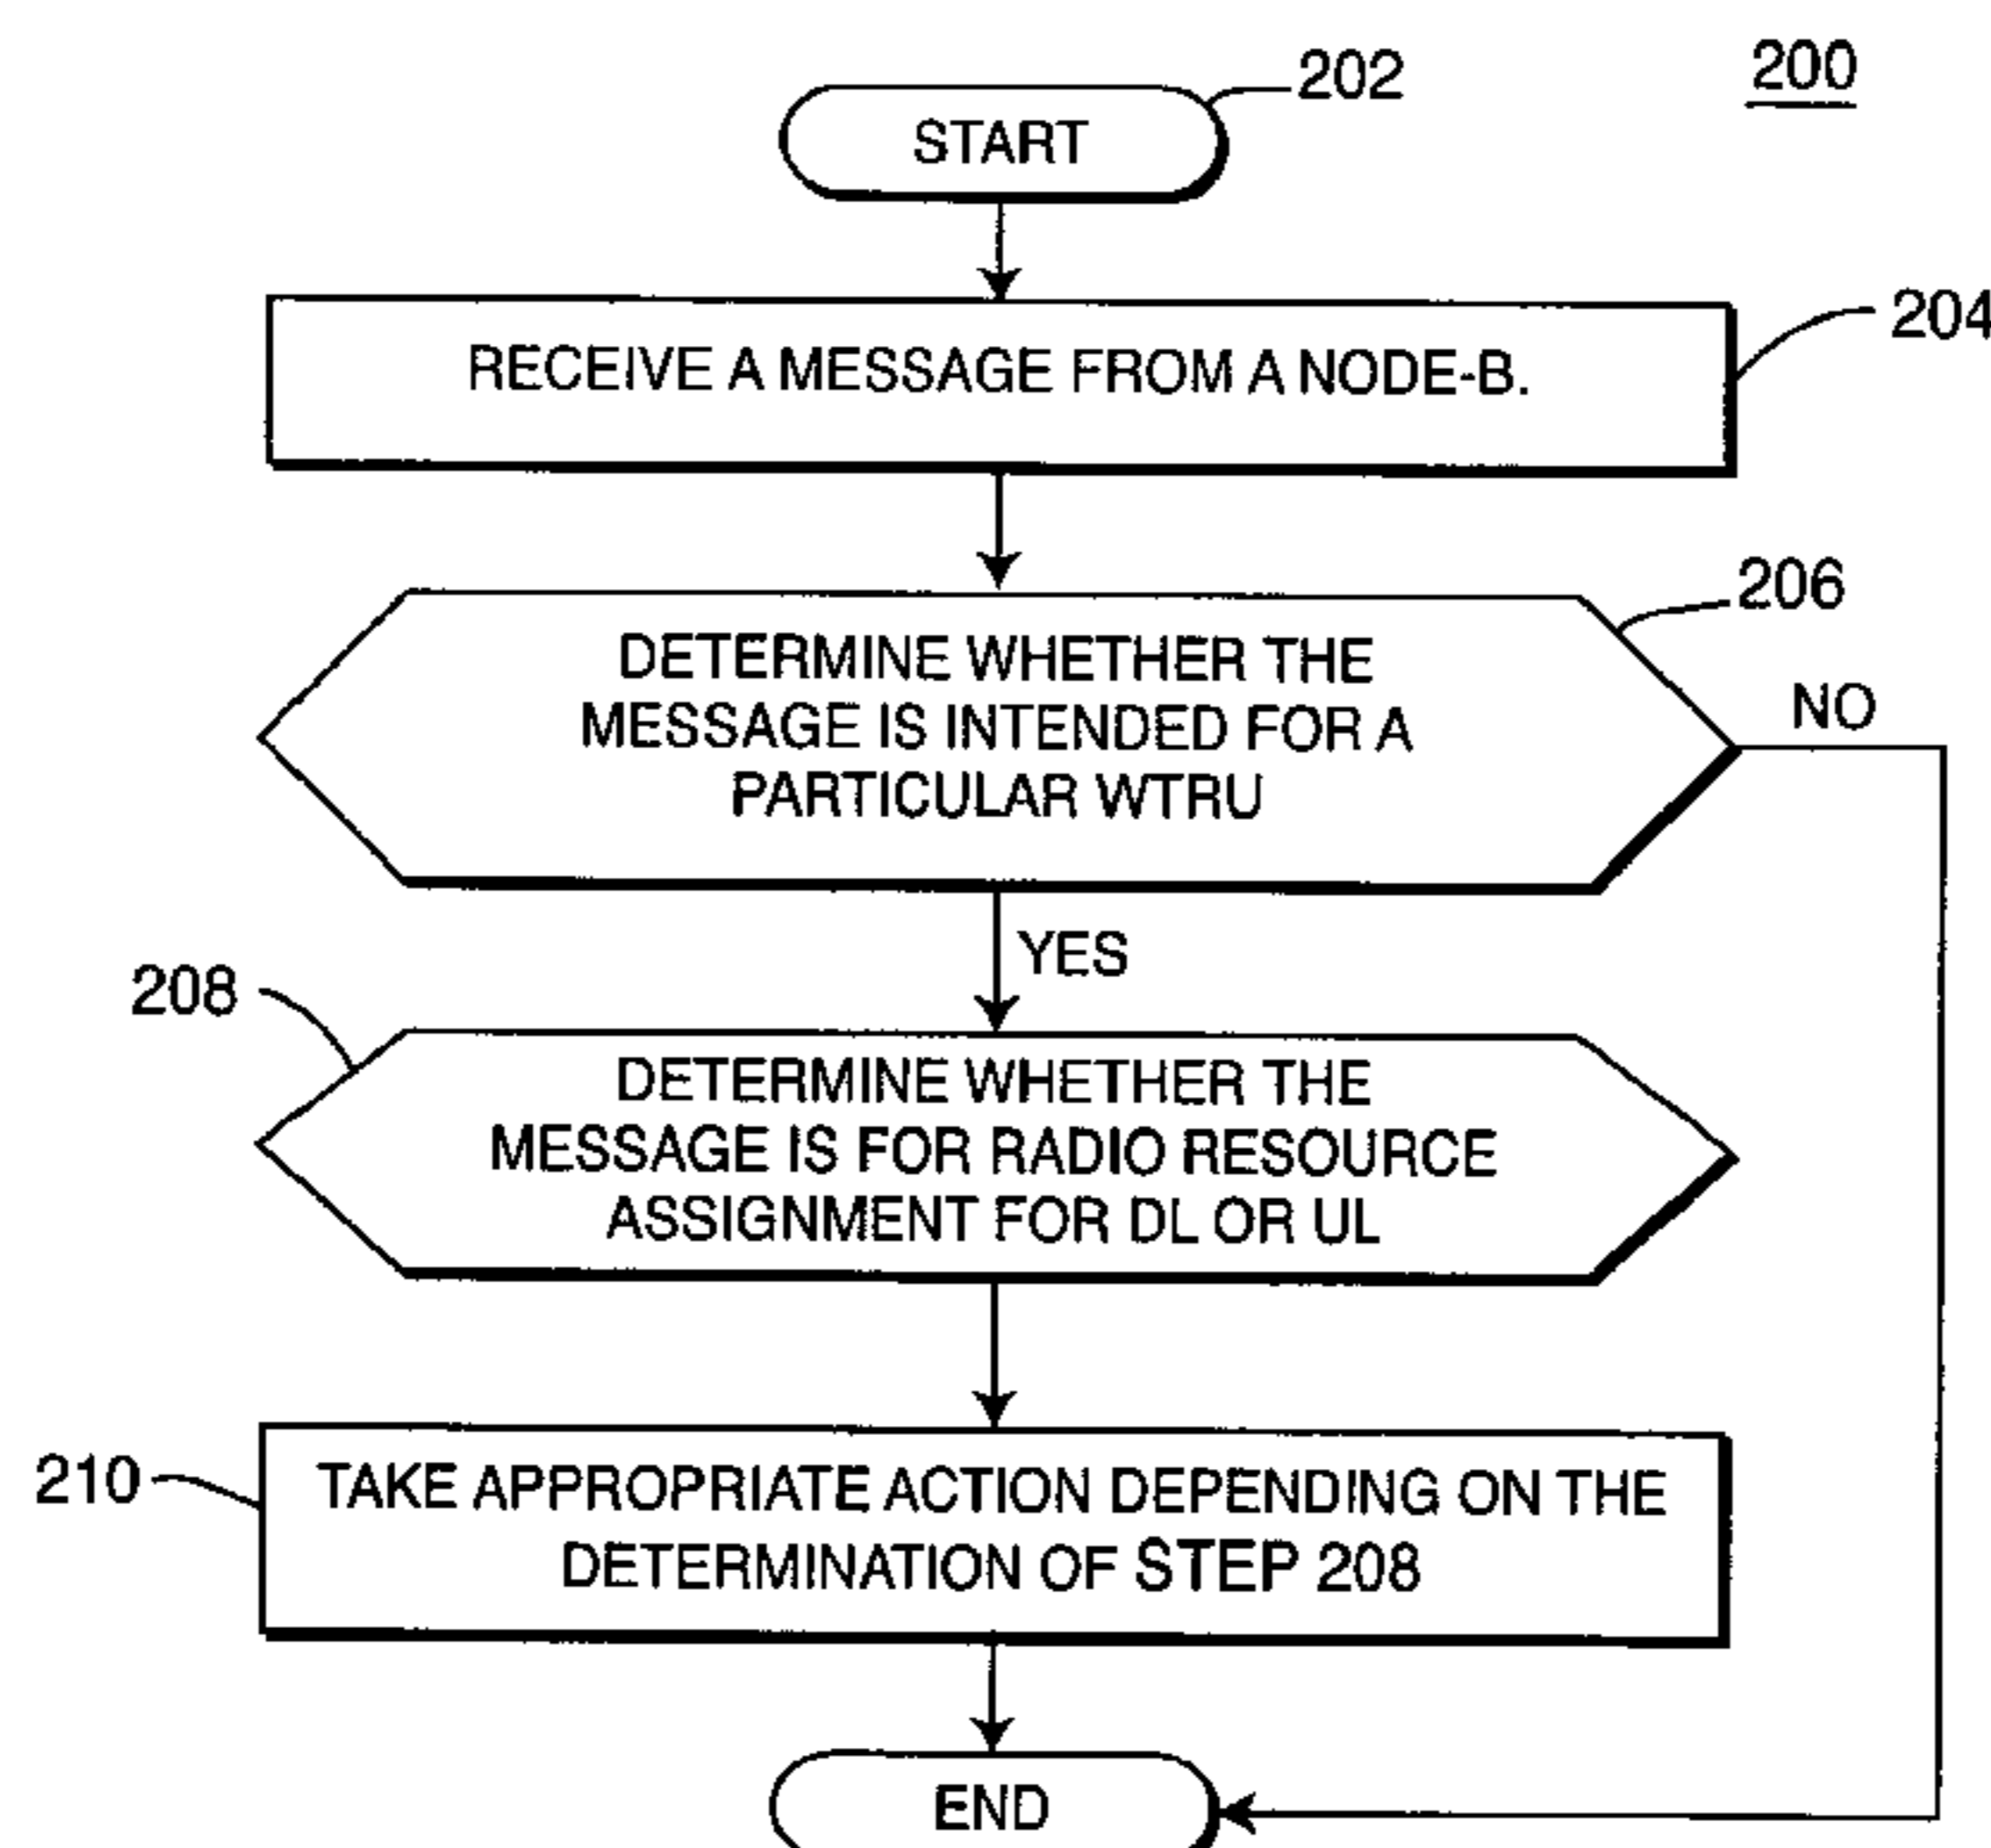 200
202
START
204
RECEIVE A MESSAGE FROM A NODE-B.
206
DETERMINE WHETHER THE
MESSAGE IS INTENDED FOR A
PARTICULAR WTRU
NO
YES
208
DETERMINE WHETHER THE
MESSAGE IS FOR RADIO RESOURCE
ASSIGNMENT FOR DL OR UL
210
TAKE APPROPRIATE ACTION DEPENDING ON THE
DETERMINATION OF STEP 208
END